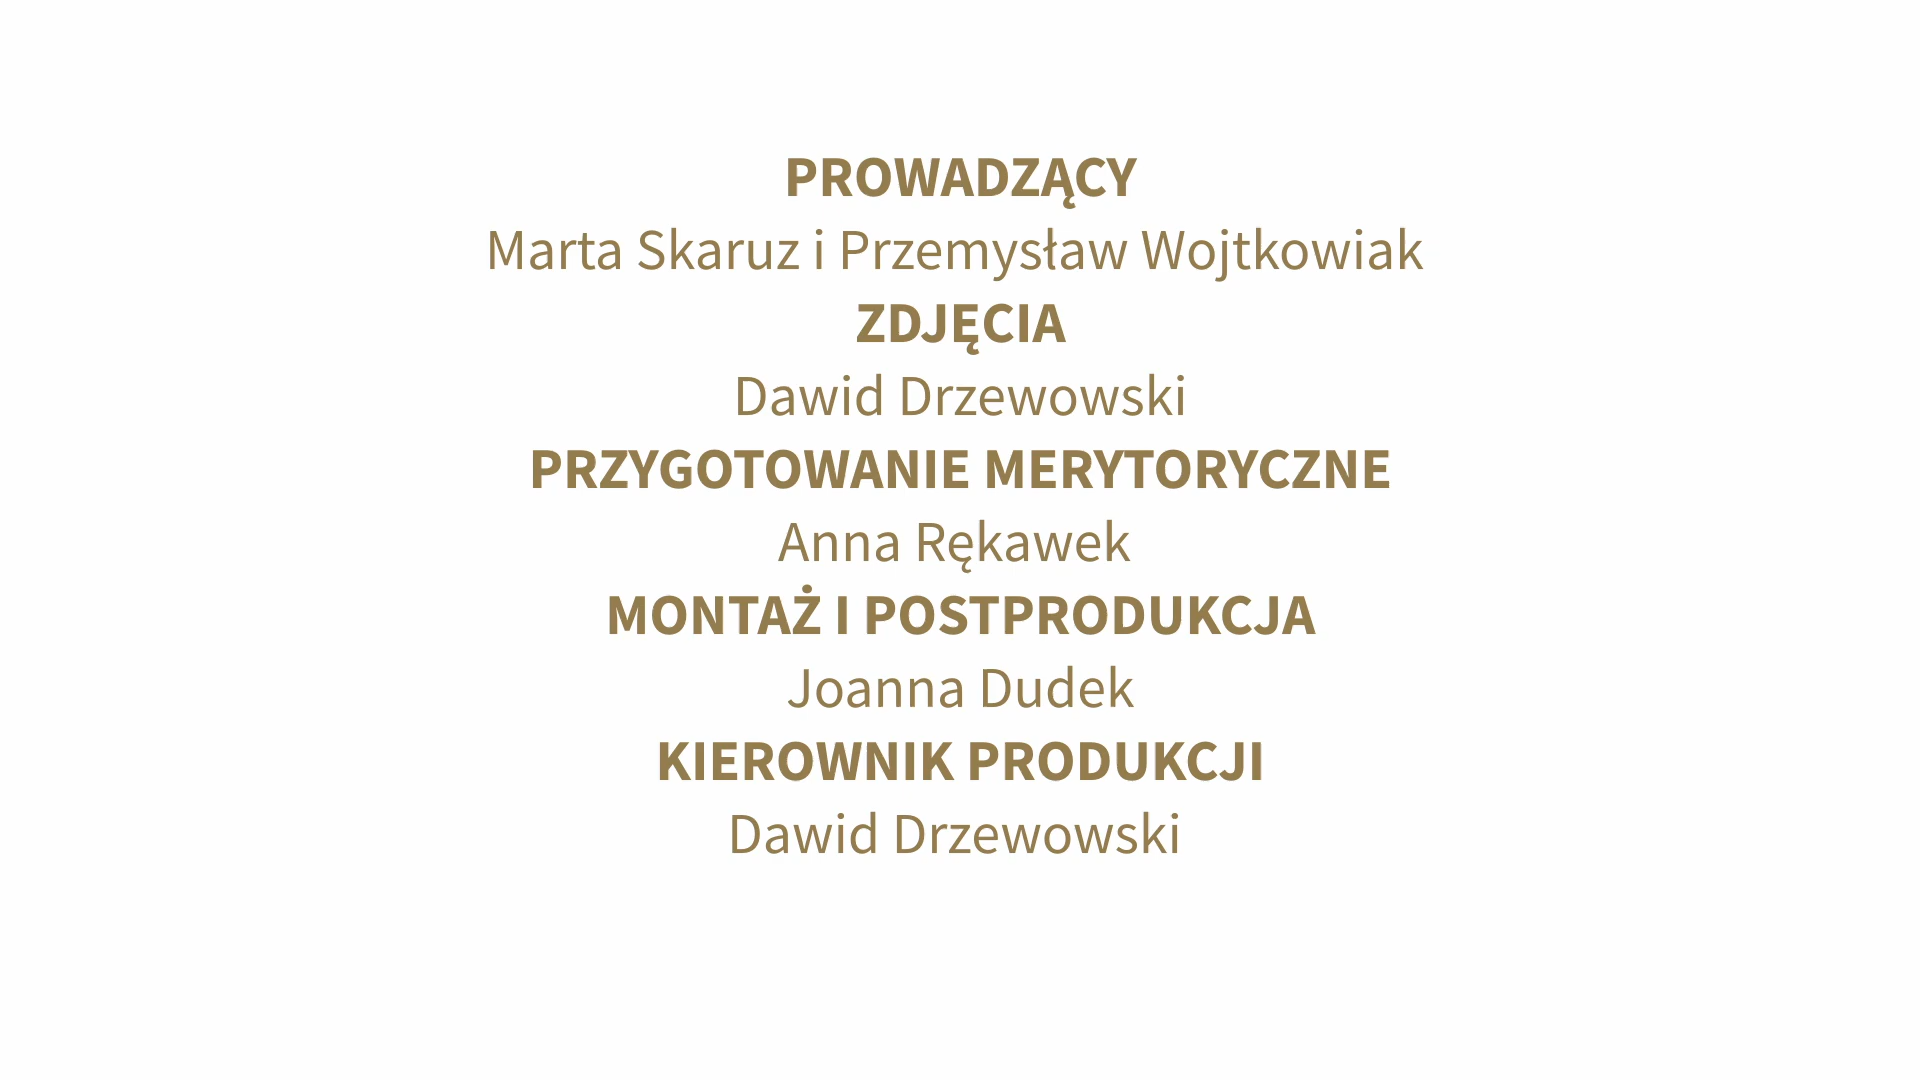 PROWADZĄCY
Marta Skaruz i Przemysław Wojtkowiak
ZDJĘCIA
Dawid Drzewowski
PRZYGOTOWANIE MERYTORYCZNE
Anna Rękawek
MONTAŻ I POSTPRODUKCJA
Joanna Dudek
KIEROWNIK PRODUKCJI
Dawid Drzewowski